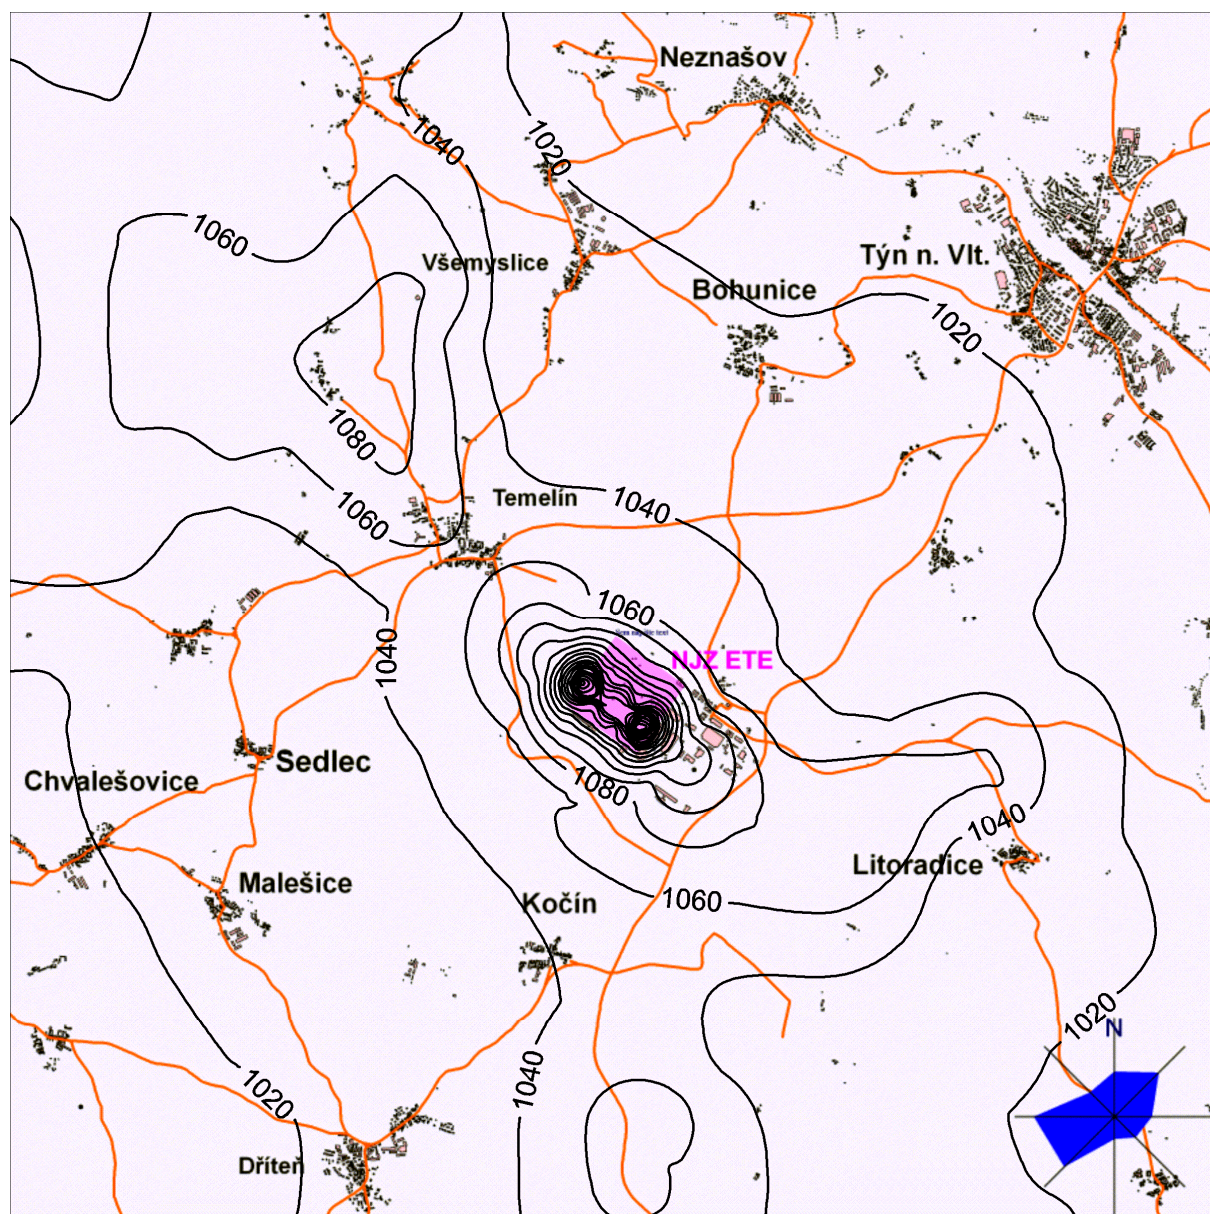 Neznašov
1040
1020
1060
Týn n. Vlt.
Všemyslice
Bohunice
1020
1080
Temelín
1040
1060
1060
NJZ ETE
1040
Sedlec
Chvalešovice
1080
1040
Litoradice
Malešice
1060
Kočín
1020
N
1040
1020
Dříteň